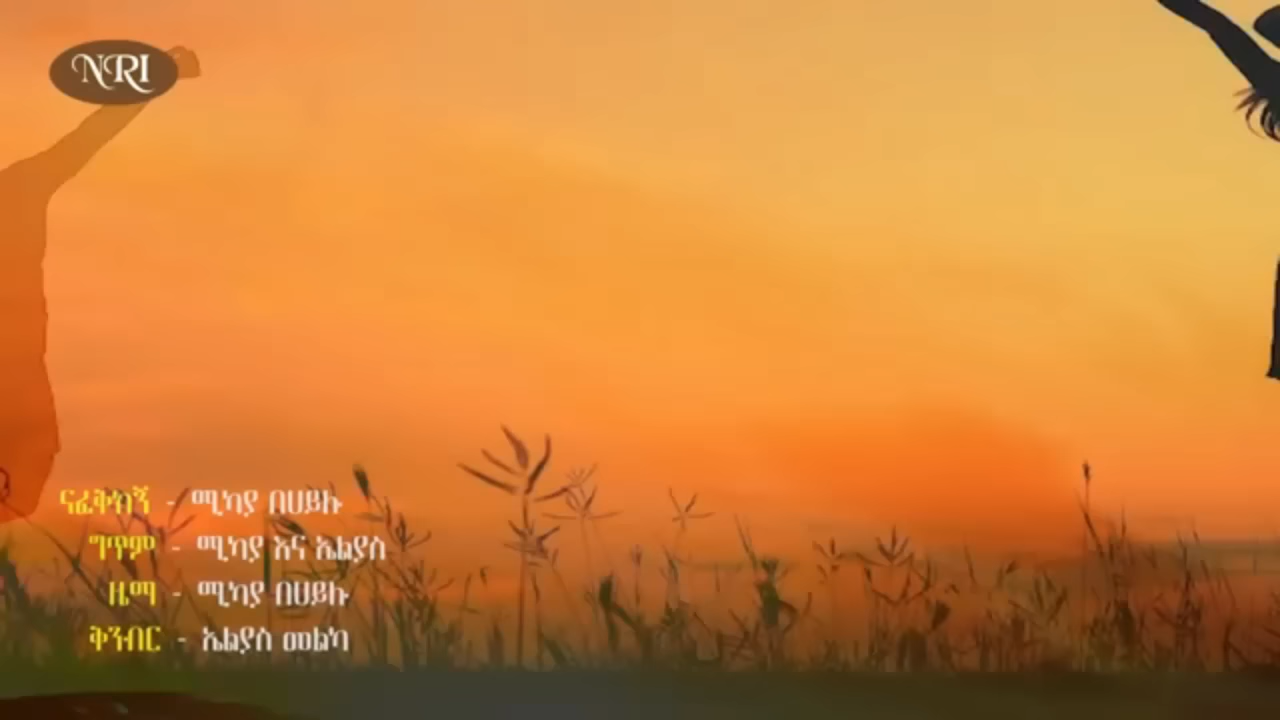 NRI
ናፈቅከኝ - ሚካያ በሀይሉ
ግጥም - ሚካያ እና ኤልያስ
ዜማ - ሚካያ በሀይሉ
ቅንብር - ኤልያስ መልካ